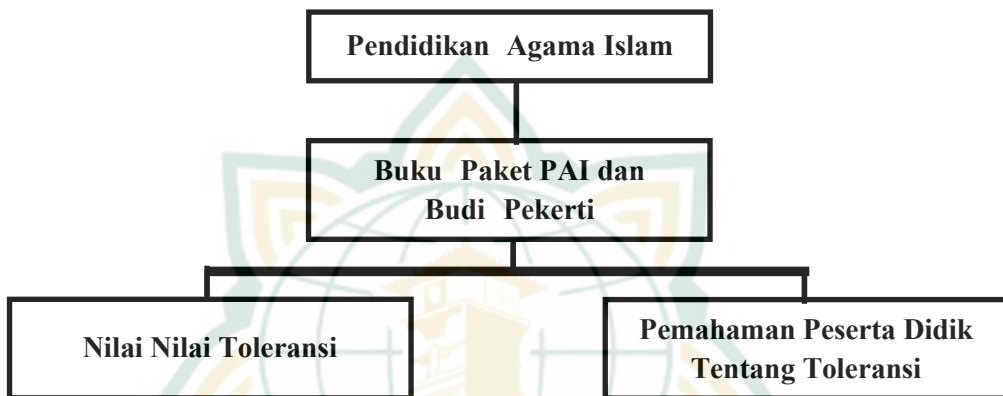 Pendidikan Agama Islam
Buku Paket PAI dan
Budi Pekerti
Nilai Nilai Toleransi
Pemahaman Peserta Didik
Tentang Toleransi